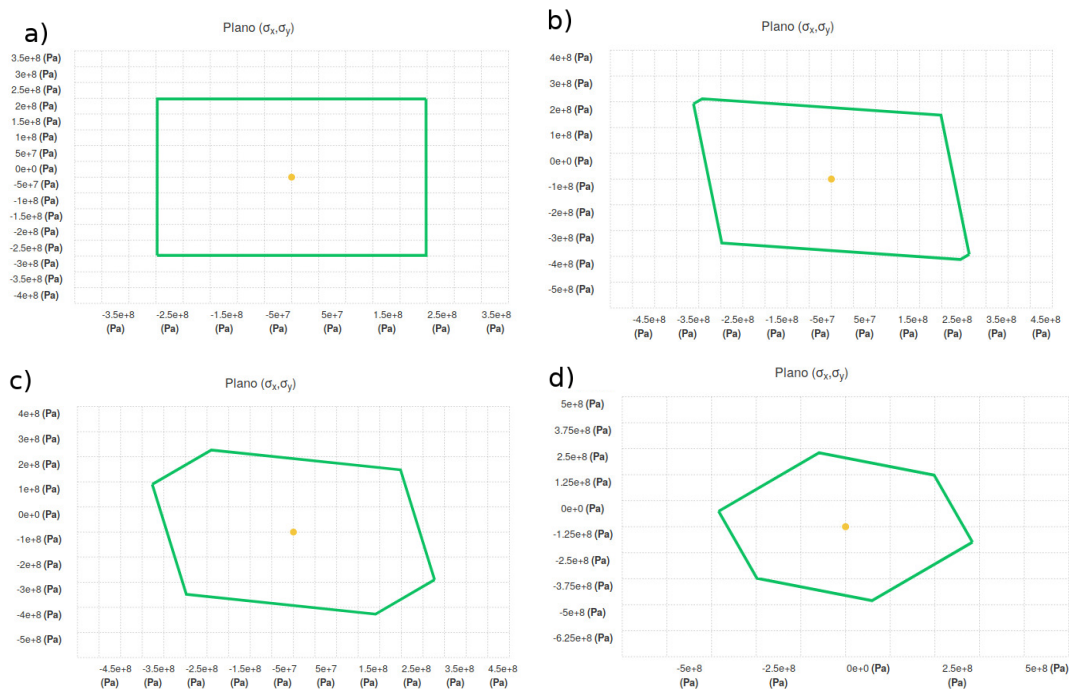 a)
Plano (σx,σy)
3.5e+8 (Pa)
3e+8 (Pa)
2.5e+8 (Pa)
2e+8 (Pa)
1.5e+8 (Pa)
1e+8 (Pa)
5e+7 (Pa)
0e+0 (Pa)
-5e+7 (Pa)
-1e+8 (Pa)
-1.5e+8 (Pa)
-2e+8 (Pa)
-2.5e+8 (Pa)
-3e+8 (Pa)
-3.5e+8 (Pa)
-4e+8 (Pa)
-3.5e+8 -2.5e+8 -1.5e+8 -5e+7 5e+7 1.5e+8 2.5e+8 3.5e+8
(Pa) (Pa) (Pa) (Pa) (Pa) (Pa) (Pa) (Pa)
b)
Plano (σx,σy)
4e+8 (Pa)
3e+8 (Pa)
2e+8 (Pa)
1e+8 (Pa)
0e+0 (Pa)
-1e+8 (Pa)
-2e+8 (Pa)
-3e+8 (Pa)
-4e+8 (Pa)
-5e+8 (Pa)
-4.5e+8 -3.5e+8 -2.5e+8 -1.5e+8 -5e+7 5e+7 1.5e+8 2.5e+8 3.5e+8 4.5e+8
(Pa) (Pa) (Pa) (Pa) (Pa) (Pa) (Pa) (Pa) (Pa) (Pa)
c)
Plano (σx,σy)
4e+8 (Pa)
3e+8 (Pa)
2e+8 (Pa)
1e+8 (Pa)
0e+0 (Pa)
-1e+8 (Pa)
-2e+8 (Pa)
-3e+8 (Pa)
-4e+8 (Pa)
-5e+8 (Pa)
-4.5e+8 -3.5e+8 -2.5e+8 -1.5e+8 -5e+7 5e+7 1.5e+8 2.5e+8 3.5e+8 4.5e+8
(Pa) (Pa) (Pa) (Pa) (Pa) (Pa) (Pa) (Pa) (Pa) (Pa)
d)
Plano (σx,σy)
5e+8 (Pa)
3.75e+8 (Pa)
2.5e+8 (Pa)
1.25e+8 (Pa)
0e+0 (Pa)
-1.25e+8 (Pa)
-2.5e+8 (Pa)
-3.75e+8 (Pa)
-5e+8 (Pa)
-6.25e+8 (Pa)
-5e+8 -2.5e+8 0e+0 (Pa) 2.5e+8 5e+8 (Pa)
(Pa) (Pa) (Pa)